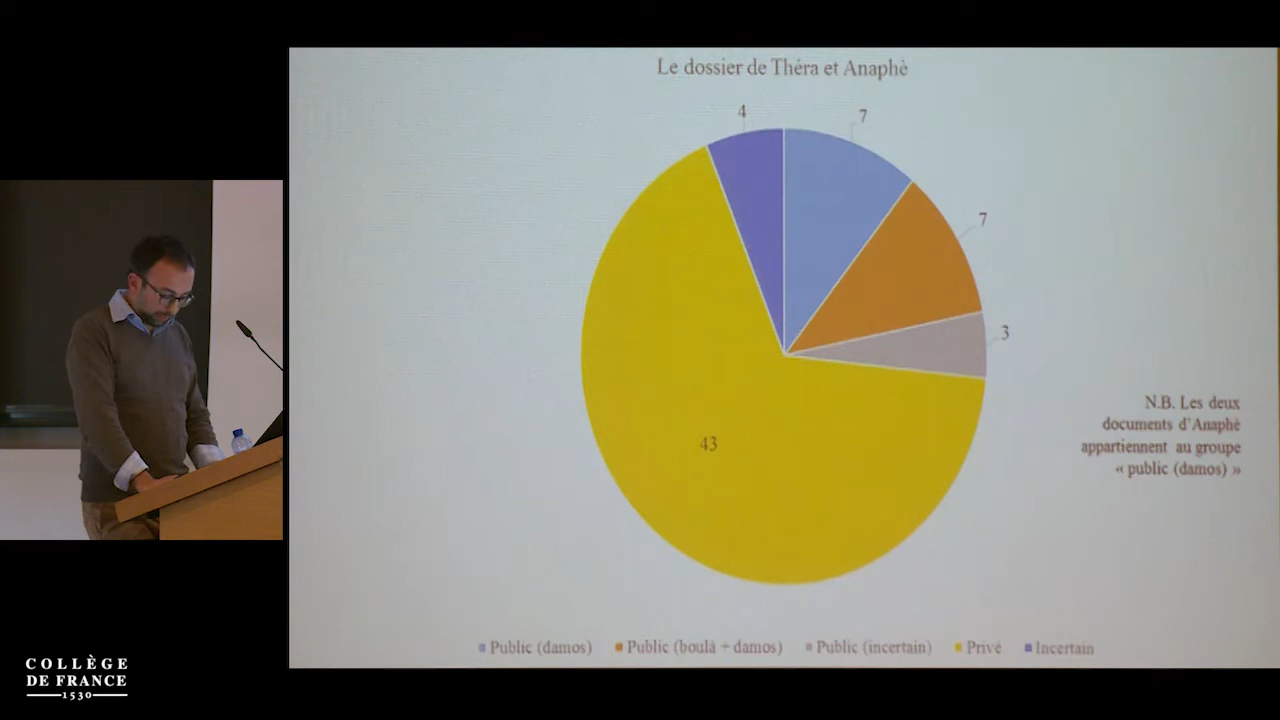 Le dossier de Théra et Anaphè
4
7
7
3
43
N.B. Les deux
documents d'Anaphè
appartiennent au groupe
« public (damos) »
Public (damos)
Public (boulà + damos)
Public (incertain)
Privé
Incertain
COLLÈGE
DE FRANCE
1530